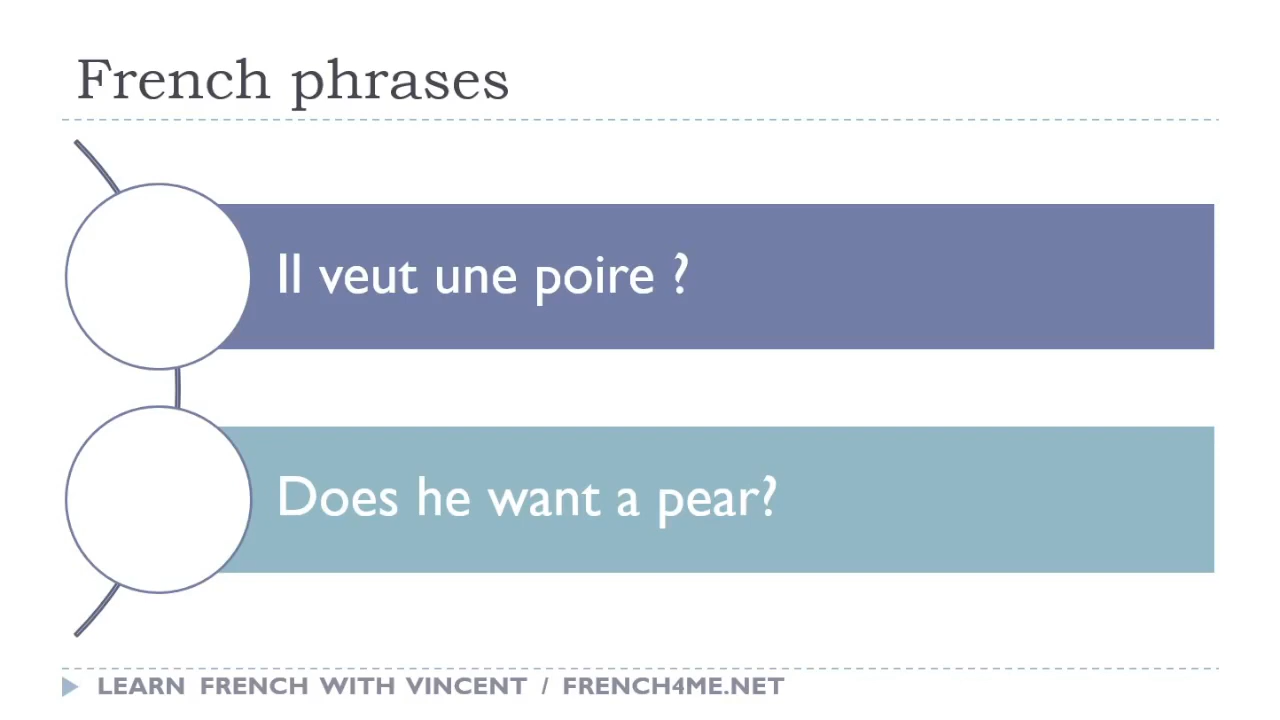 French phrases
Il veut une poire ?
Does he want a pear?
LEARN FRENCH WITH VINCENT / FRENCH4ME.NET